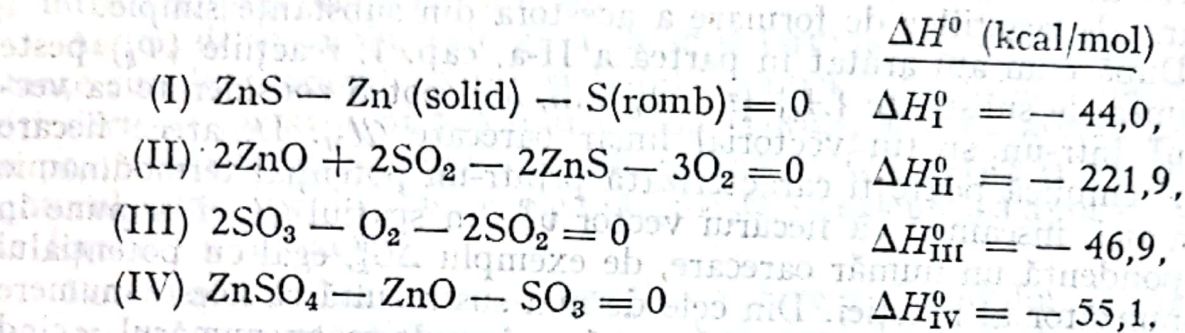 ΔH⁰ (kcal/mol)
(I) ZnS — Zn (solid) — S(romb) = 0 ΔH⁰_I = — 44,0,
(II) 2ZnO + 2SO₂ — 2ZnS — 3O₂ = 0 ΔH⁰_II = — 221,9,
(III) 2SO₃ — O₂ — 2SO₂ = 0 ΔH⁰_III = — 46,9,
(IV) ZnSO₄ — ZnO — SO₃ = 0 ΔH⁰_IV = — 55,1.